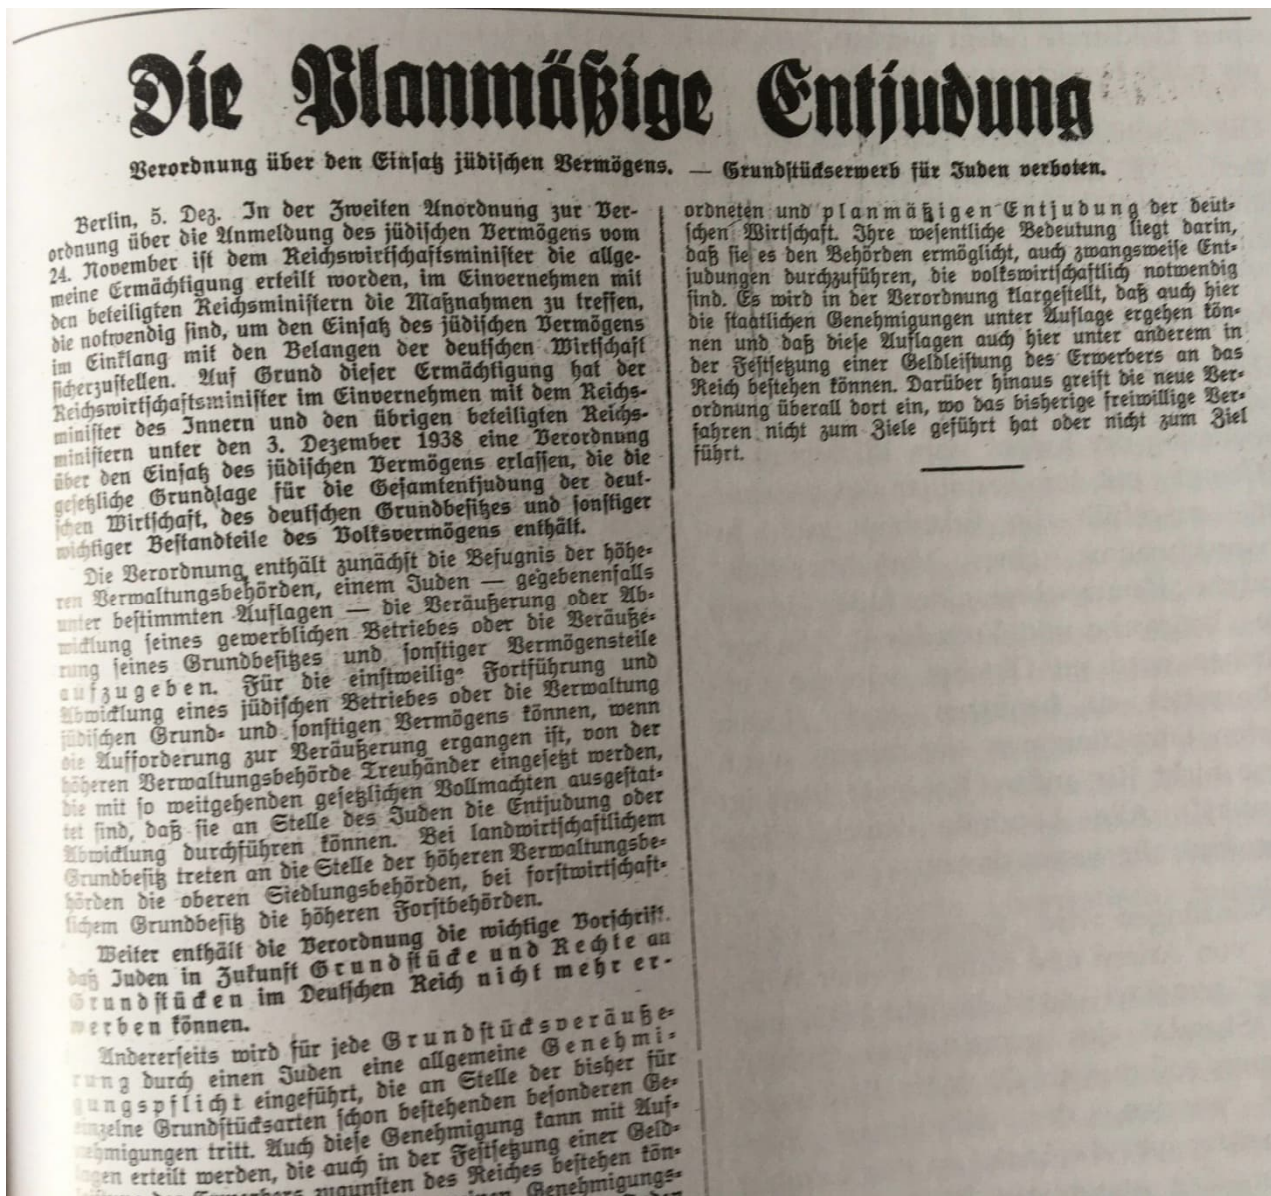 Die Planmäßige Entjudung
Verordnung über den Einsatz jüdischen Vermögens. — Grundstückserwerb für Juden verboten.
Berlin, 5. Dez. In der Zweiten Anordnung zur Ver-
ordnung über die Anmeldung des jüdischen Vermögens vom
24. November ist dem Reichswirtschaftsminister die allge-
meine Ermächtigung erteilt worden, im Einvernehmen mit
den beteiligten Reichsministern die Maßnahmen zu treffen,
die notwendig sind, um den Einsatz des jüdischen Vermögens
im Einklang mit den Belangen der deutschen Wirtschaft
sicherzustellen. Auf Grund dieser Ermächtigung hat der
Reichswirtschaftsminister im Einvernehmen mit dem Reichs-
minister des Innern und den übrigen beteiligten Reichs-
ministern unter den 3. Dezember 1938 eine Verordnung
über den Einsatz des jüdischen Vermögens erlassen, die die
gesetzliche Grundlage für die Gesamtentjudung der deut-
schen Wirtschaft, des deutschen Grundbesitzes und sonstiger
wichtiger Bestandteile des Volksvermögens enthält.
Die Verordnung enthält zunächst die Befugnis der höhe-
ren Verwaltungsbehörden, einem Juden — gegebenenfalls
unter bestimmten Auflagen — die Veräußerung oder Ab-
wicklung seines gewerblichen Betriebes oder die Veräuße-
rung seines Grundbesitzes und sonstiger Vermögensteile
aufzugeben. Für die einstweilige Fortführung und
Abwicklung eines jüdischen Betriebes oder die Verwaltung
jüdischen Grund- und sonstigen Vermögens können, wenn
die Aufforderung zur Veräußerung ergangen ist, von der
höheren Verwaltungsbehörde Treuhänder eingesetzt werden,
die mit so weitgehenden gesetzlichen Vollmachten ausgestat-
tet sind, daß sie an Stelle des Juden die Entjudung oder
Abwicklung durchführen können. Bei landwirtschaftlichem
Grundbesitz treten an die Stelle der höheren Verwaltungsbe-
hörden die oberen Siedlungsbehörden, bei forstwirtschaft-
lichem Grundbesitz die höheren Forstbehörden.
Weiter enthält die Verordnung die wichtige Vorschrift,
daß Juden in Zukunft Grundstücke und Rechte an
Grundstücken im Deutschen Reich nicht mehr er-
werben können.
Andererseits wird für jede Grundstücksveräuße-
rung durch einen Juden eine allgemeine Genehmi-
gungspflicht eingeführt, die an Stelle der bisher für
einzelne Grundstücksarten schon bestehenden besonderen Ge-
nehmigungen tritt. Auch diese Genehmigung kann mit Auf-
lagen erteilt werden, die auch in der Festsetzung einer Geld-
zugunsten des Reiches bestehen kön-
Genehmigungs-
ordneten und planmäßigen Entjudung der deut-
schen Wirtschaft. Ihre wesentliche Bedeutung liegt darin,
daß sie es den Behörden ermöglicht, auch zwangsweise Ent-
judungen durchzuführen, die volkswirtschaftlich notwendig
sind. Es wird in der Verordnung klargestellt, daß auch hier
die staatlichen Genehmigungen unter Auflage ergehen kön-
nen und daß diese Auflagen auch hier unter anderem in
der Festsetzung einer Geldleistung des Erwerbers an das
Reich bestehen können. Darüber hinaus greift die neue Ver-
ordnung überall dort ein, wo das bisherige freiwillige Ver-
fahren nicht zum Ziele geführt hat oder nicht zum Ziel
führt.